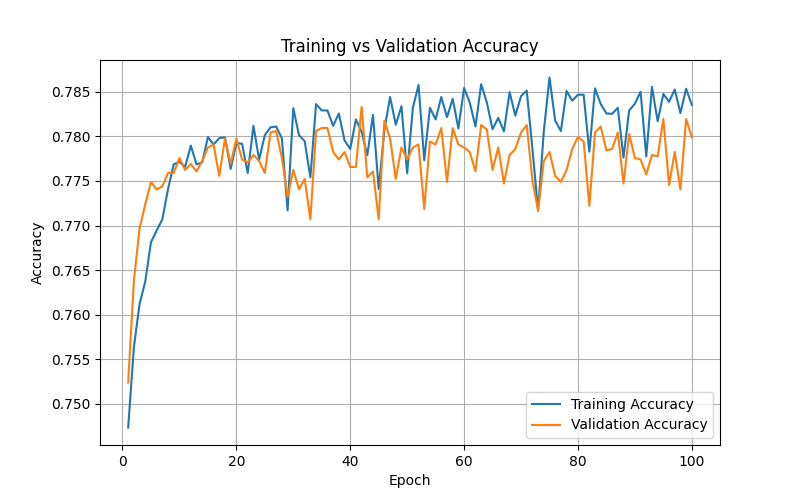 Training vs Validation Accuracy
0.785
0.780
0.775
0.770
0.765
0.760
0.755
0.750
Accuracy
Training Accuracy
Validation Accuracy
0 20 40 60 80 100
Epoch